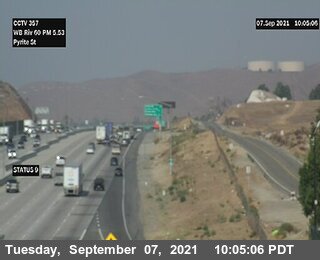 CCTV 357
WB Riv 60 PM 5.53
Pyrite St
07.Sep 2021 10:05:06
STATUS 9
Tuesday, September 07, 2021 10:05:06 PDT